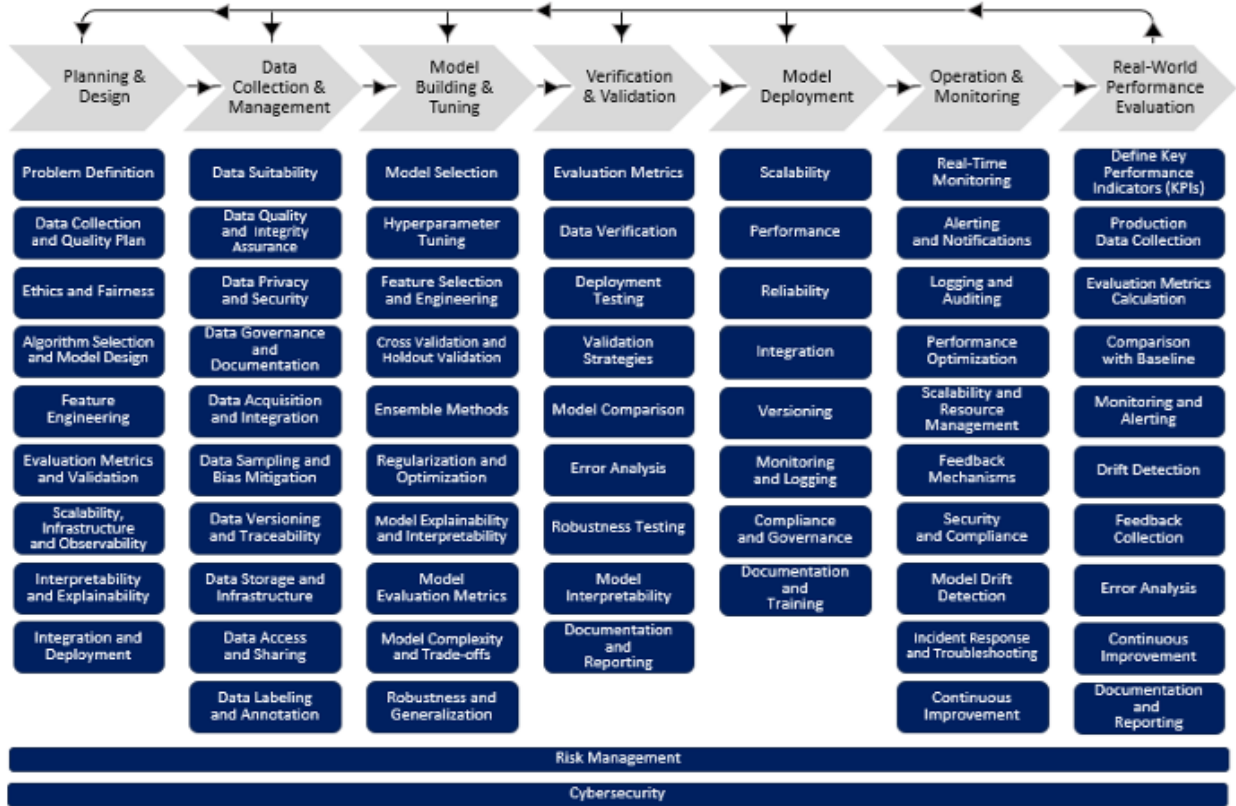 Planning &
Design
Data
Collection &
Management
Model
Building &
Tuning
Verification
& Validation
Model
Deployment
Operation &
Monitoring
Real-World
Performance
Evaluation
Problem Definition
Data Collection
and Quality Plan
Ethics and Fairness
Algorithm Selection
and Model Design
Feature
Engineering
Evaluation Metrics
and Validation
Scalability,
Infrastructure
and Observability
Interpretability
and Explainability
Integration and
Deployment
Data Suitability
Data Quality
and Integrity
Assurance
Data Privacy
and Security
Data Governance
and
Documentation
Data Acquisition
and Integration
Data Sampling and
Bias Mitigation
Data Versioning
and Traceability
Data Storage and
Infrastructure
Data Access
and Sharing
Data Labeling
and Annotation
Model Selection
Hyperparameter
Tuning
Feature Selection
and Engineering
Cross Validation and
Holdout Validation
Ensemble Methods
Regularization and
Optimization
Model Explainability
and Interpretability
Model
Evaluation Metrics
Model Complexity
and Trade-offs
Robustness and
Generalization
Evaluation Metrics
Data Verification
Deployment
Testing
Validation
Strategies
Model Comparison
Error Analysis
Robustness Testing
Model
Interpretability
Documentation
and
Reporting
Scalability
Performance
Reliability
Integration
Versioning
Monitoring
and Logging
Compliance
and Governance
Documentation
and
Training
Real-Time
Monitoring
Alerting
and Notifications
Logging and
Auditing
Performance
Optimization
Scalability and
Resource
Management
Feedback
Mechanisms
Security
and Compliance
Model Drift
Detection
Incident Response
and Troubleshooting
Continuous
Improvement
Define Key
Performance
Indicators (KPIs)
Production
Data Collection
Evaluation Metrics
Calculation
Comparison
with Baseline
Monitoring and
Alerting
Drift Detection
Feedback
Collection
Error Analysis
Continuous
Improvement
Documentation
and
Reporting
Risk Management
Cybersecurity